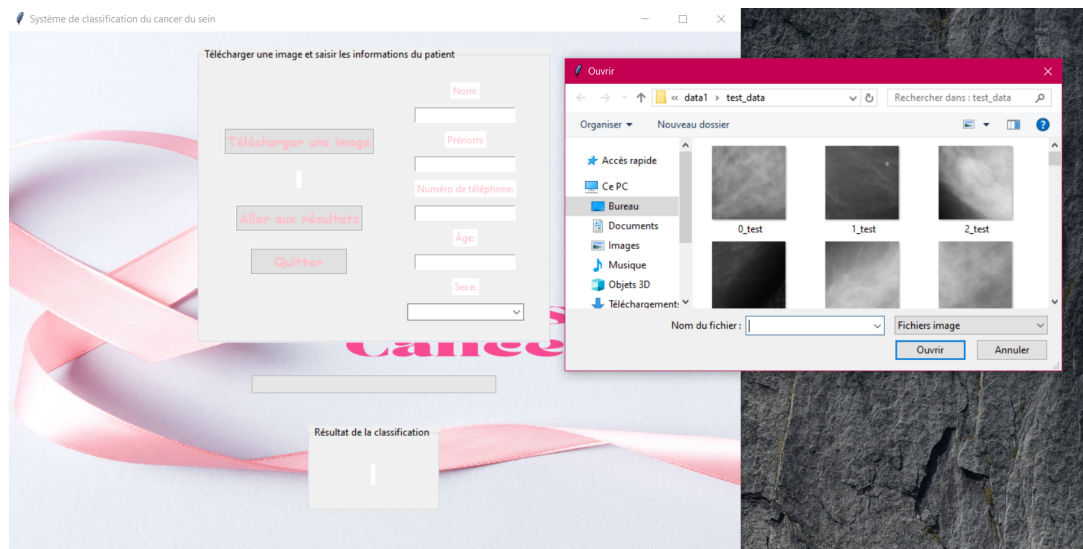 Système de classification du cancer du sein
Télécharger une image et saisir les informations du patient
Nom:
Télécharger une image
Prénom:
Numéro de téléphone:
Aller aux résultats
Âge:
Quitter
Sexe:
Résultat de la classification
Ouvrir
« data1 › test_data
Rechercher dans : test_data
Organiser
Nouveau dossier
Accès rapide
Ce PC
Bureau
Documents
Images
Musique
Objets 3D
Téléchargement:
0_test
1_test
2_test
Nom du fichier :
Fichiers image
Ouvrir
Annuler